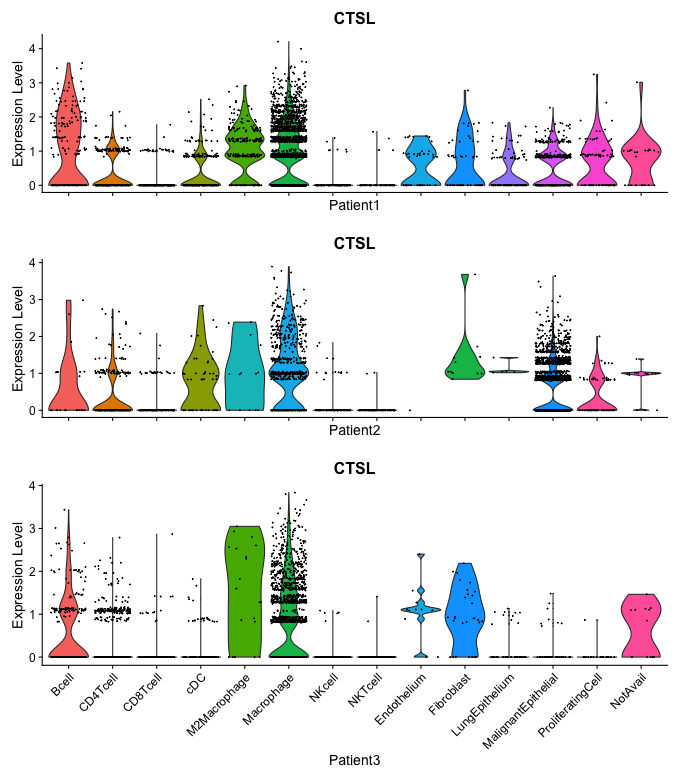 CTSL
Expression Level
4
3
2
1
0
Patient1
CTSL
Expression Level
4
3
2
1
0
Patient2
CTSL
Expression Level
4
3
2
1
0
Bcell
CD4Tcell
CD8Tcell
cDC
M2Macrophage
Macrophage
NKcell
NKTcell
Endothelium
Fibroblast
LungEpithelium
MalignantEpithelial
ProliferatingCell
NotAvail
Patient3